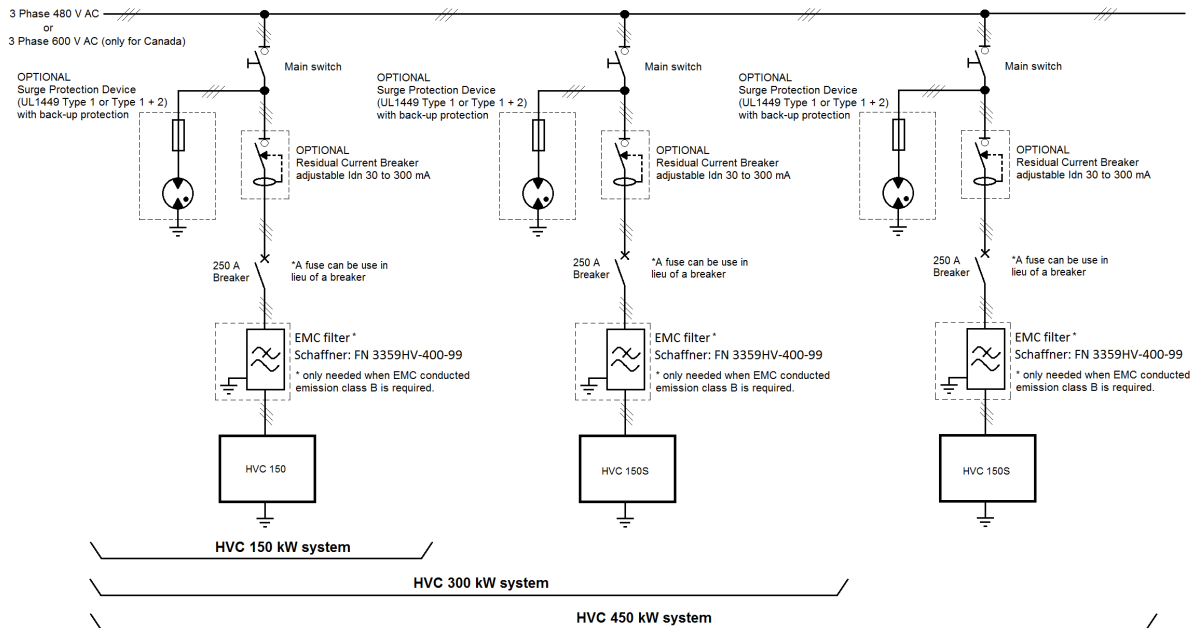 3 Phase 480 V AC
or
3 Phase 600 V AC (only for Canada)
Main switch
OPTIONAL
Surge Protection Device
(UL1449 Type 1 or Type 1 + 2)
with back-up protection
OPTIONAL
Residual Current Breaker
adjustable Idn 30 to 300 mA
250 A
Breaker
*A fuse can be use in
lieu of a breaker
EMC filter *
Schaffner: FN 3359HV-400-99
* only needed when EMC conducted
emission class B is required.
HVC 150
Main switch
OPTIONAL
Surge Protection Device
(UL1449 Type 1 or Type 1 + 2)
with back-up protection
OPTIONAL
Residual Current Breaker
adjustable Idn 30 to 300 mA
250 A
Breaker
*A fuse can be use in
lieu of a breaker
EMC filter *
Schaffner: FN 3359HV-400-99
* only needed when EMC conducted
emission class B is required.
HVC 150S
Main switch
OPTIONAL
Surge Protection Device
(UL1449 Type 1 or Type 1 + 2)
with back-up protection
OPTIONAL
Residual Current Breaker
adjustable Idn 30 to 300 mA
250 A
Breaker
*A fuse can be use in
lieu of a breaker
EMC filter *
Schaffner: FN 3359HV-400-99
* only needed when EMC conducted
emission class B is required.
HVC 150S
HVC 150 kW system
HVC 300 kW system
HVC 450 kW system